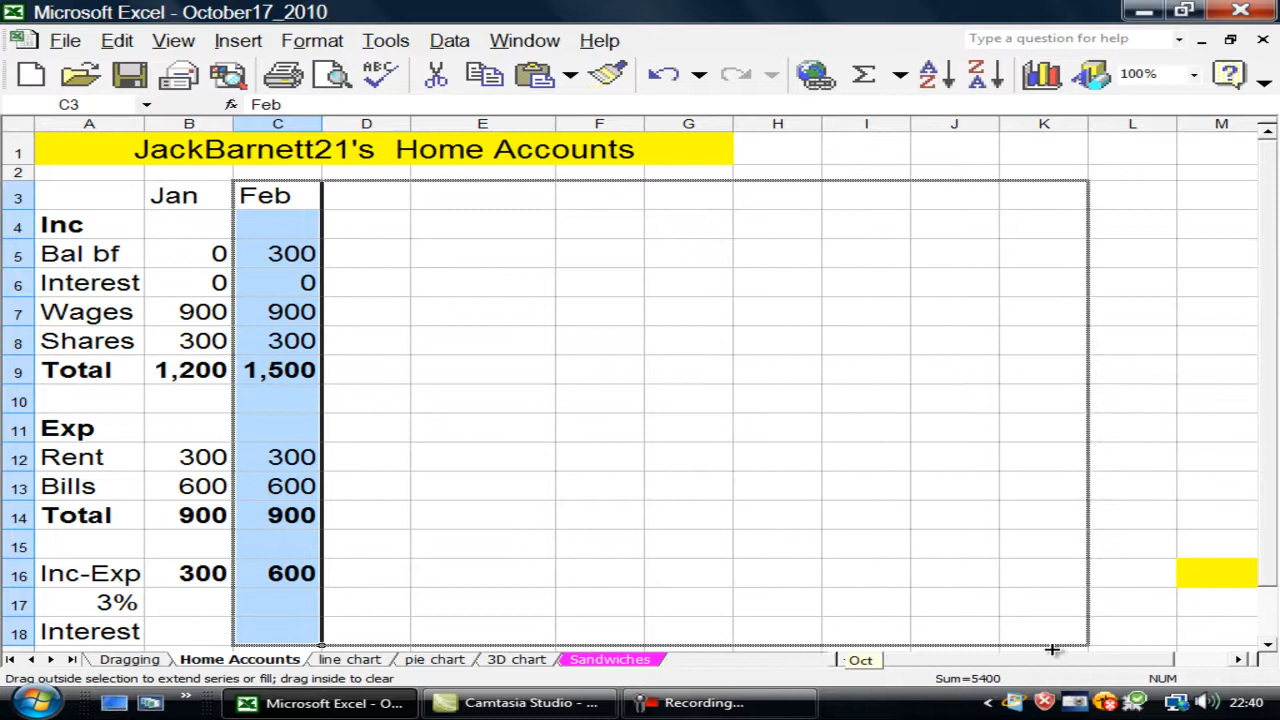 Microsoft Excel - October17_2010
File Edit View Insert Format Tools Data Window Help
Type a question for help
ABC
Σ
A Z
Z A
100%
?
C3
fx
Feb
A B C D E F G H I J K L M
1 JackBarnett21's Home Accounts
2
3 Jan Feb
4 Inc
5 Bal bf 0 300
6 Interest 0 0
7 Wages 900 900
8 Shares 300 300
9 Total 1,200 1,500
10
11 Exp
12 Rent 300 300
13 Bills 600 600
14 Total 900 900
15
16 Inc-Exp 300 600
17 3%
18 Interest
Dragging Home Accounts line chart pie chart 3D chart Sandwiches
Oct
Drag outside selection to extend series or fill; drag inside to clear
Sum=5400
NUM
Microsoft Excel - O...
Camtasia Studio - ...
Recording...
22:40